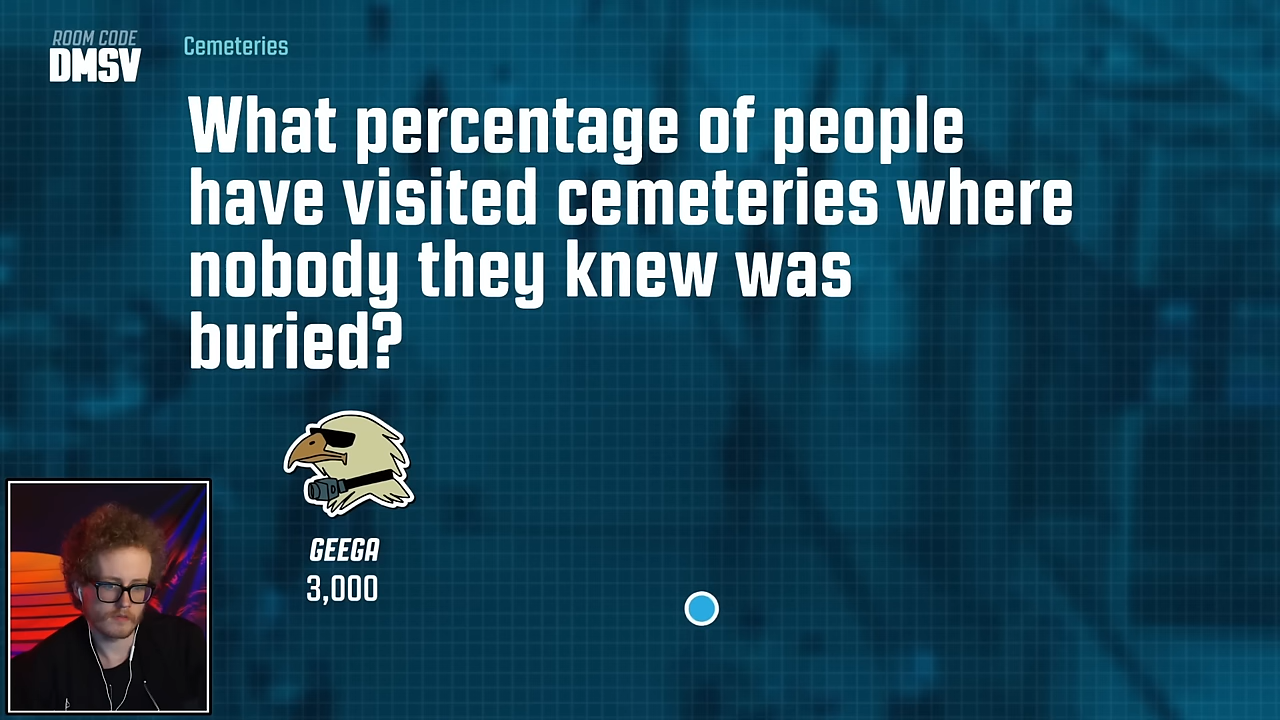 ROOM CODE
DMSV
Cemeteries
What percentage of people
have visited cemeteries where
nobody they knew was
buried?
GEEGA
3,000